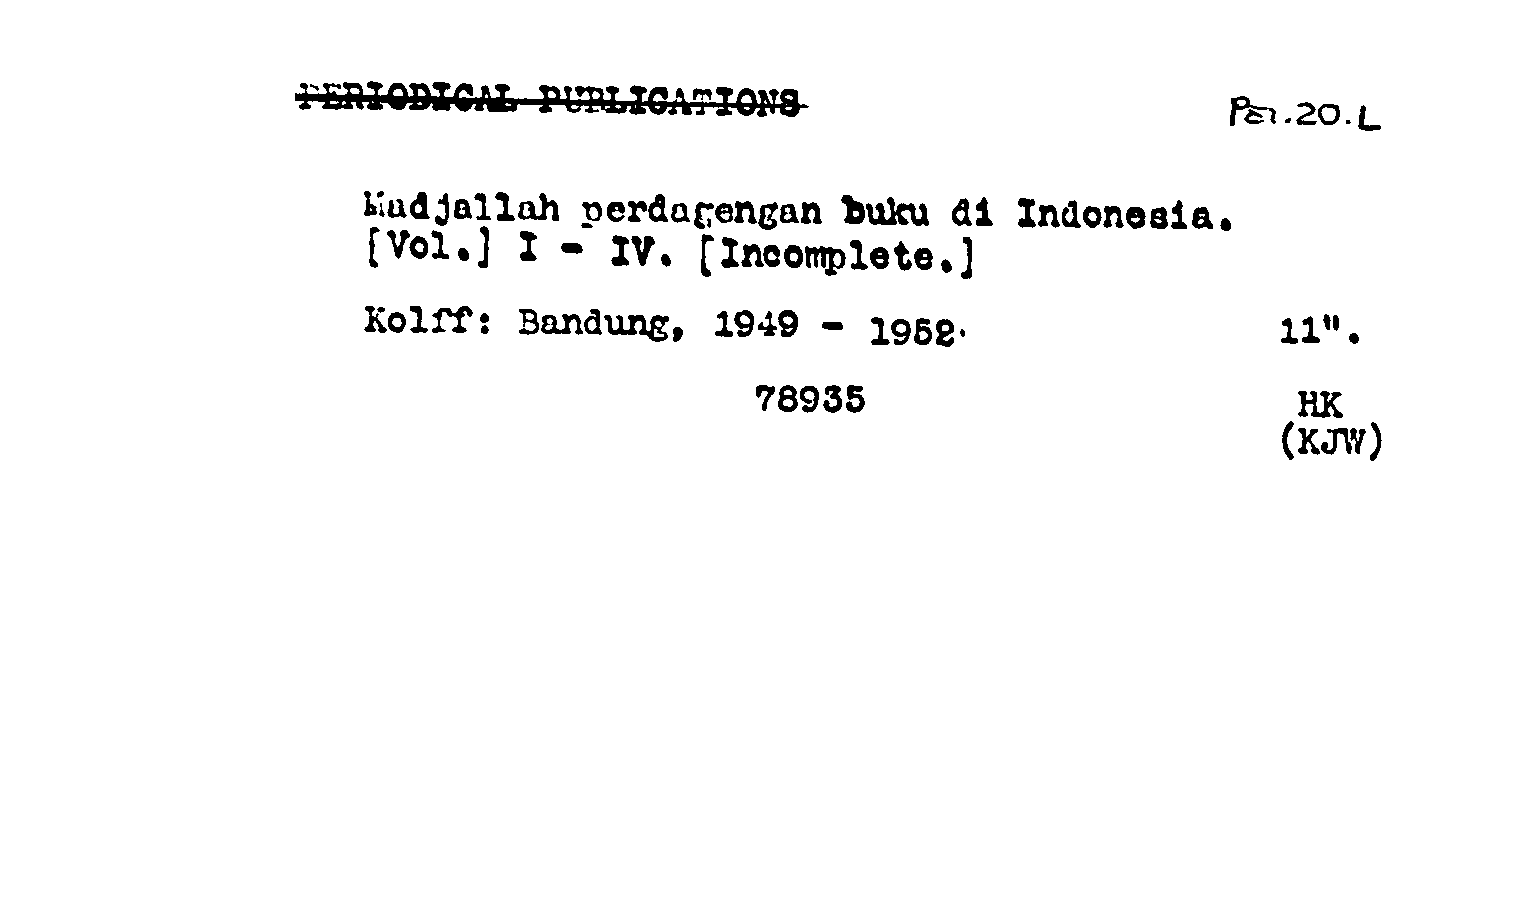 PERIODICAL PUBLICATIONS
Per.20.L
Madjallah perdagengan buku di Indonesia.
[Vol.] I - IV. [Incomplete.]
Kolff: Bandung, 1949 - 1952. 11".
78935 HK
(KJW)